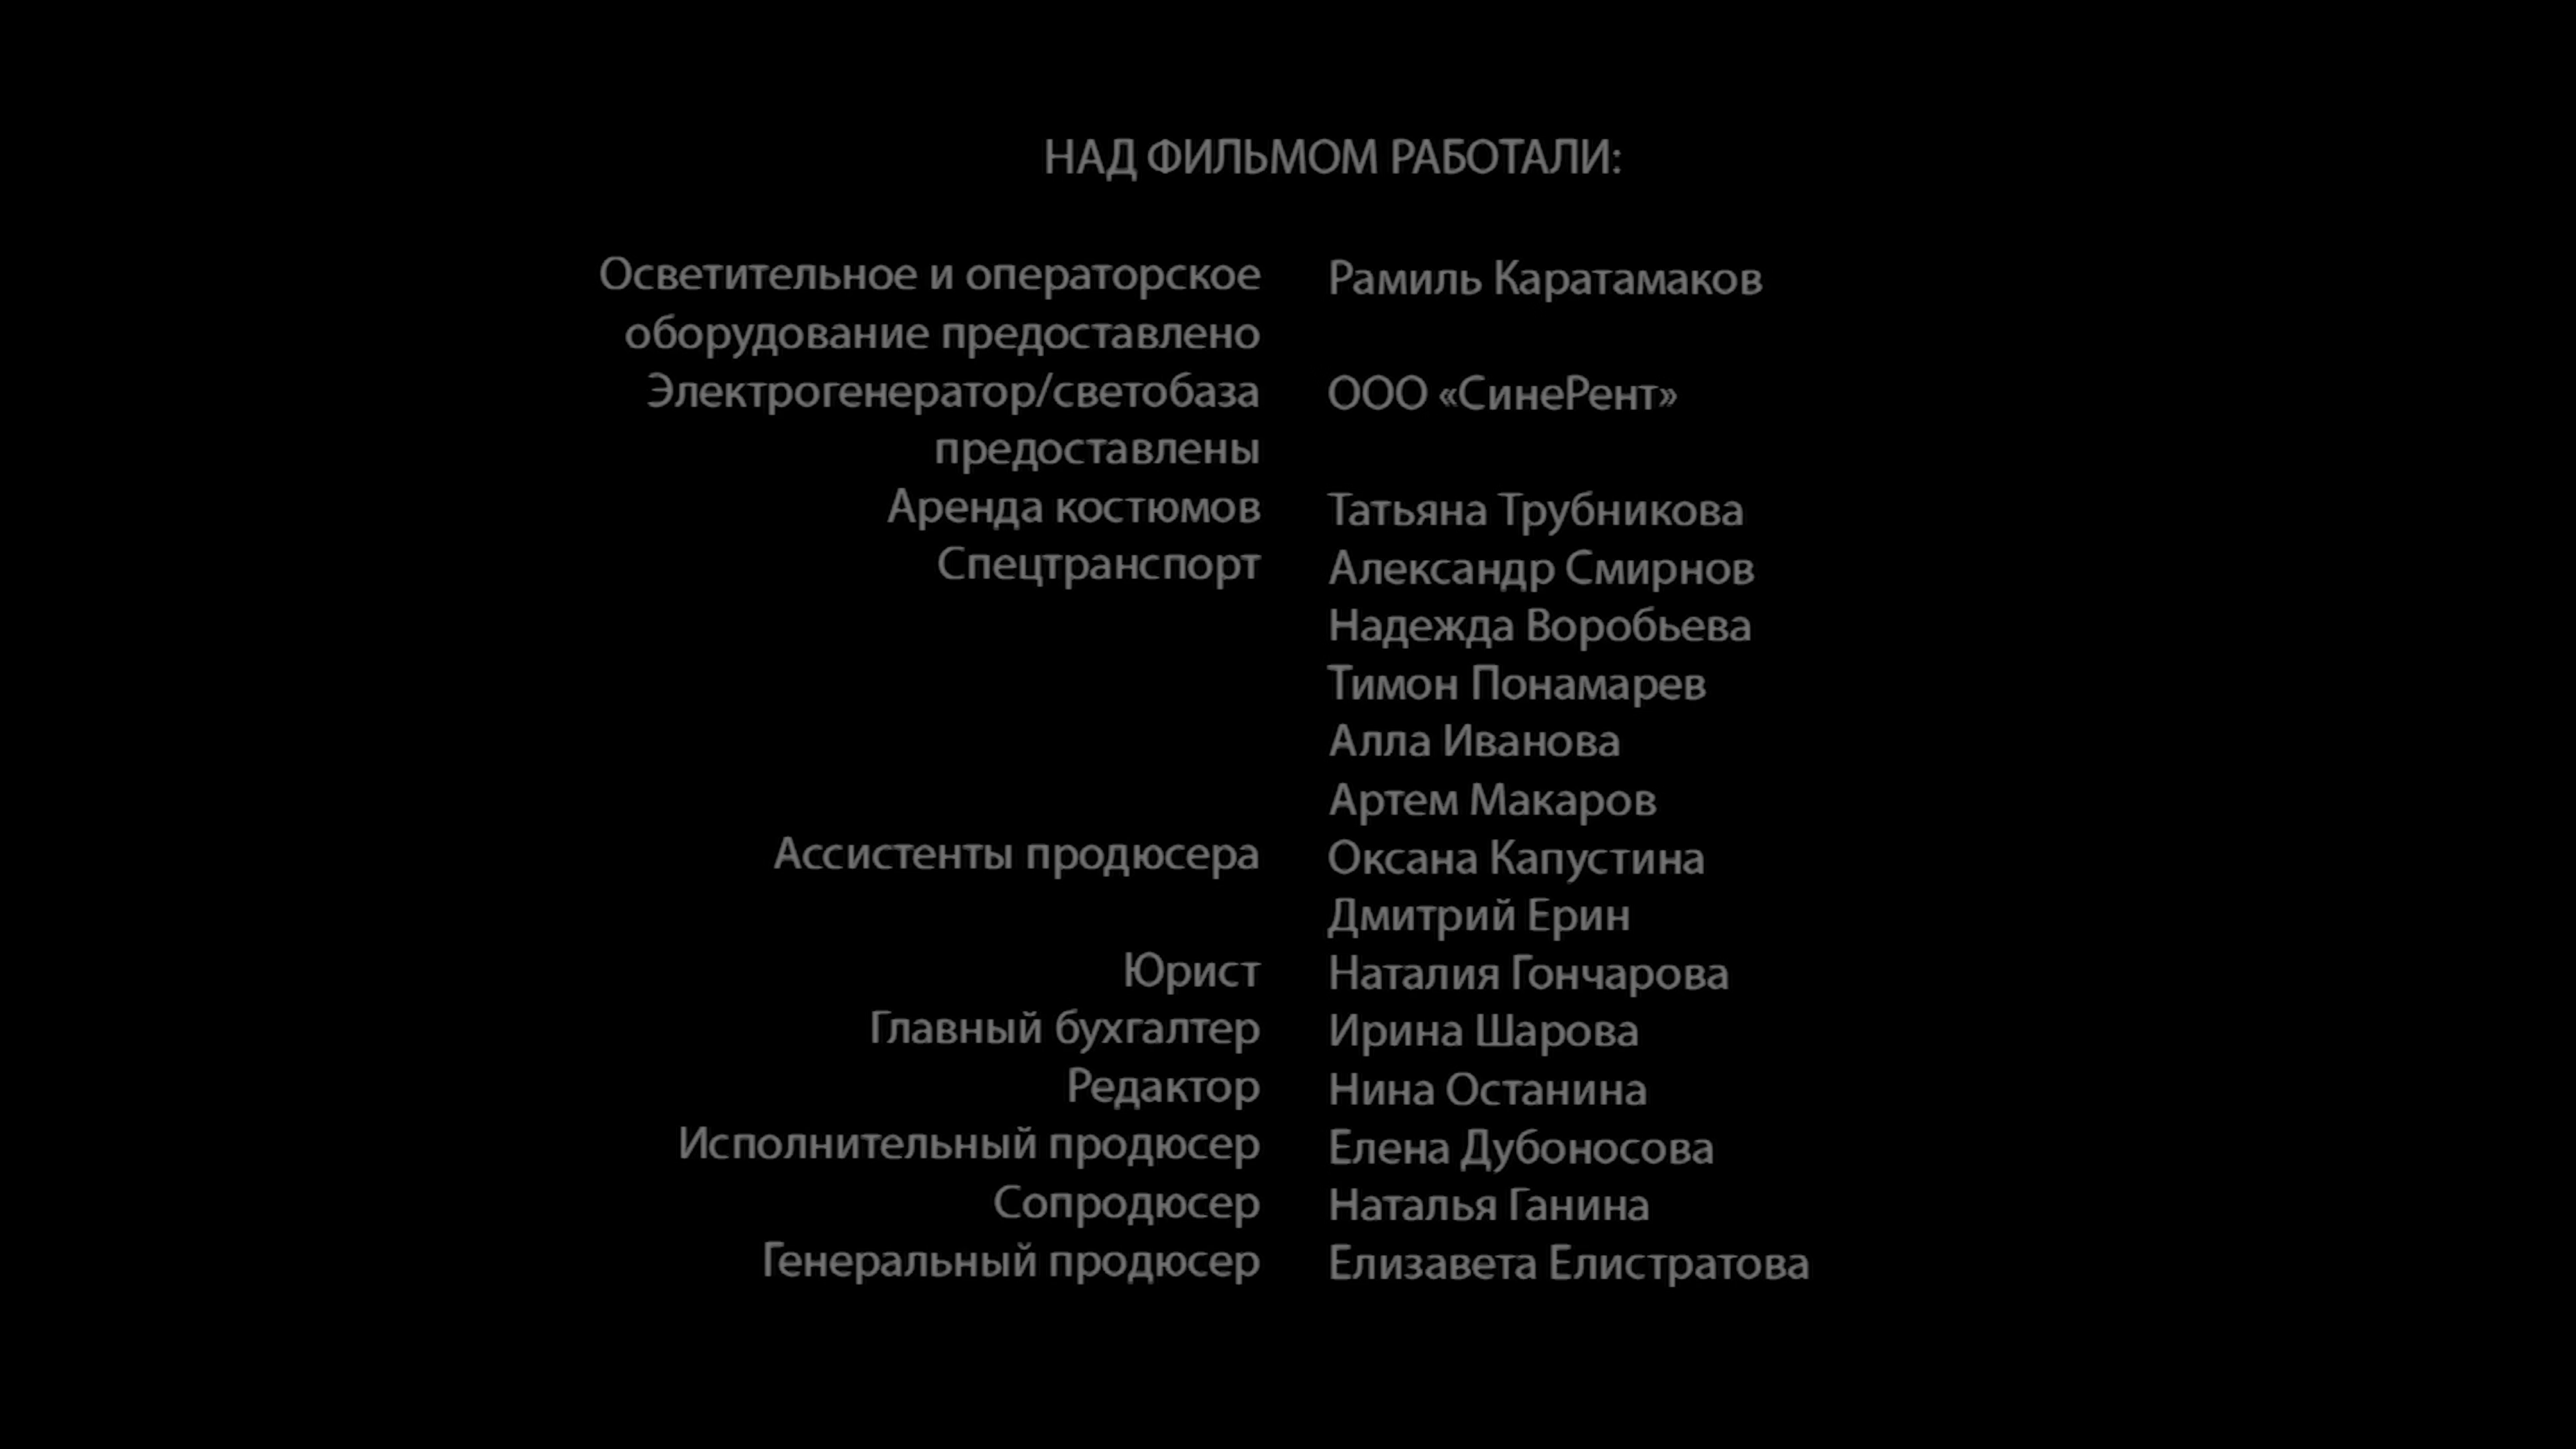 НАД ФИЛЬМОМ РАБОТАЛИ:
Осветительное и операторское Рамиль Каратамаков
оборудование предоставлено
Электрогенератор/светобаза ООО «СинеРент»
предоставлены
Аренда костюмов Татьяна Трубникова
Спецтранспорт Александр Смирнов
Надежда Воробьева
Тимон Понамарев
Алла Иванова
Артем Макаров
Ассистенты продюсера Оксана Капустина
Дмитрий Ерин
Юрист Наталия Гончарова
Главный бухгалтер Ирина Шарова
Редактор Нина Останина
Исполнительный продюсер Елена Дубоносова
Сопродюсер Наталья Ганина
Генеральный продюсер Елизавета Елистратова